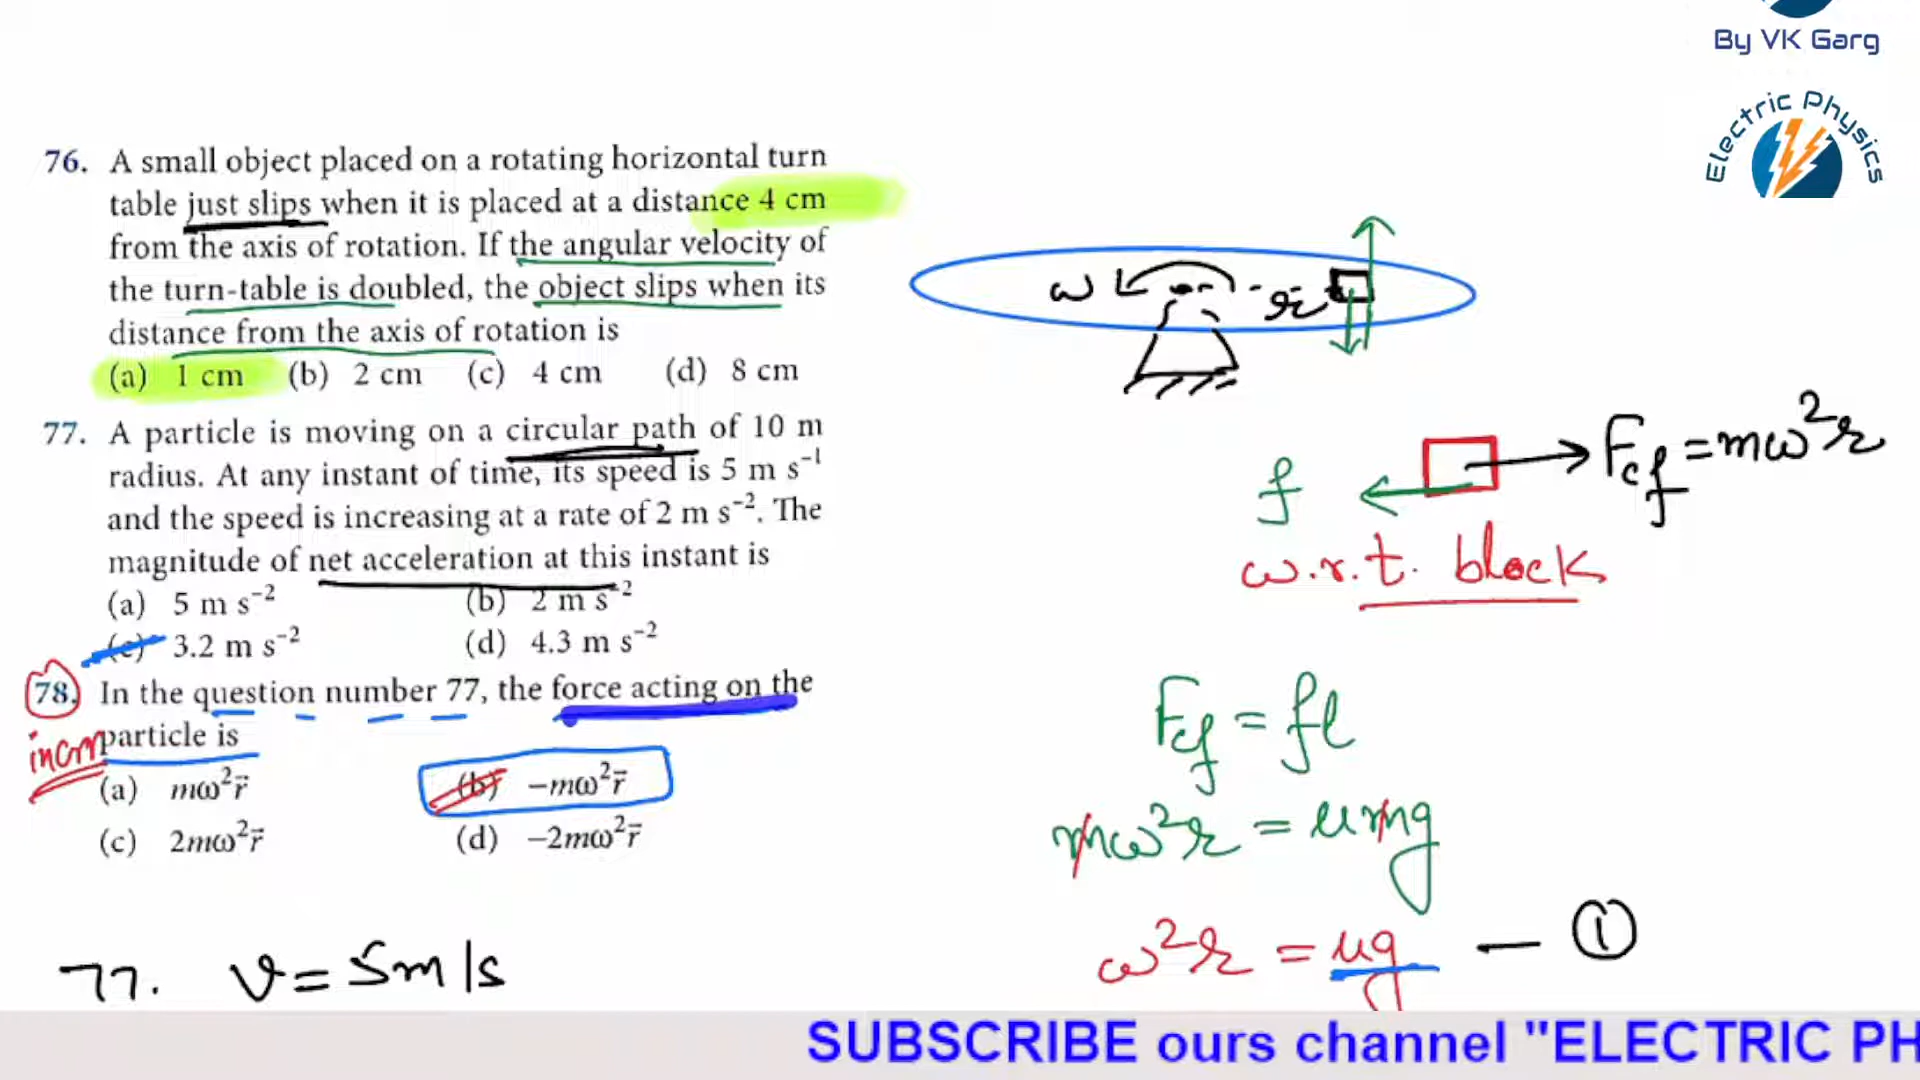 By VK Garg
Electric Physics
76. A small object placed on a rotating horizontal turn
table just slips when it is placed at a distance 4 cm
from the axis of rotation. If the angular velocity of
the turn-table is doubled, the object slips when its
distance from the axis of rotation is
(a) 1 cm (b) 2 cm (c) 4 cm (d) 8 cm
77. A particle is moving on a circular path of 10 m
radius. At any instant of time, its speed is 5 m s⁻¹
and the speed is increasing at a rate of 2 m s⁻². The
magnitude of net acceleration at this instant is
(a) 5 m s⁻² (b) 2 m s⁻²
(c) 3.2 m s⁻² (d) 4.3 m s⁻²
78. In the question number 77, the force acting on the
particle is
(a) mω²r̄ (b) −mω²r̄
(c) 2mω²r̄ (d) −2mω²r̄
77. v = 5m/s
ω r
f F_cf = mω²r
w.r.t. block
F_cf = fl
mω²r = μmg
ω²r = μg — ①
SUBSCRIBE ours channel "ELECTRIC PH